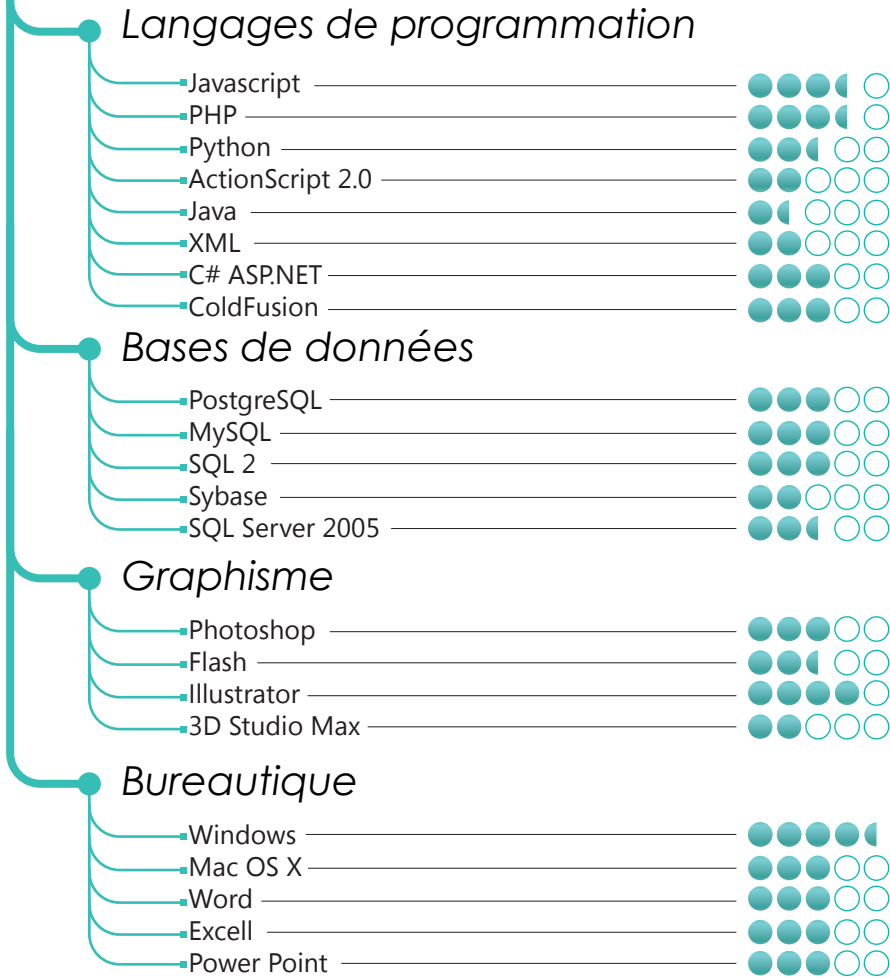 Langages de programmation
Javascript
PHP
Python
ActionScript 2.0
Java
XML
C# ASP.NET
ColdFusion
Bases de données
PostgreSQL
MySQL
SQL 2
Sybase
SQL Server 2005
Graphisme
Photoshop
Flash
Illustrator
3D Studio Max
Bureautique
Windows
Mac OS X
Word
Excell
Power Point